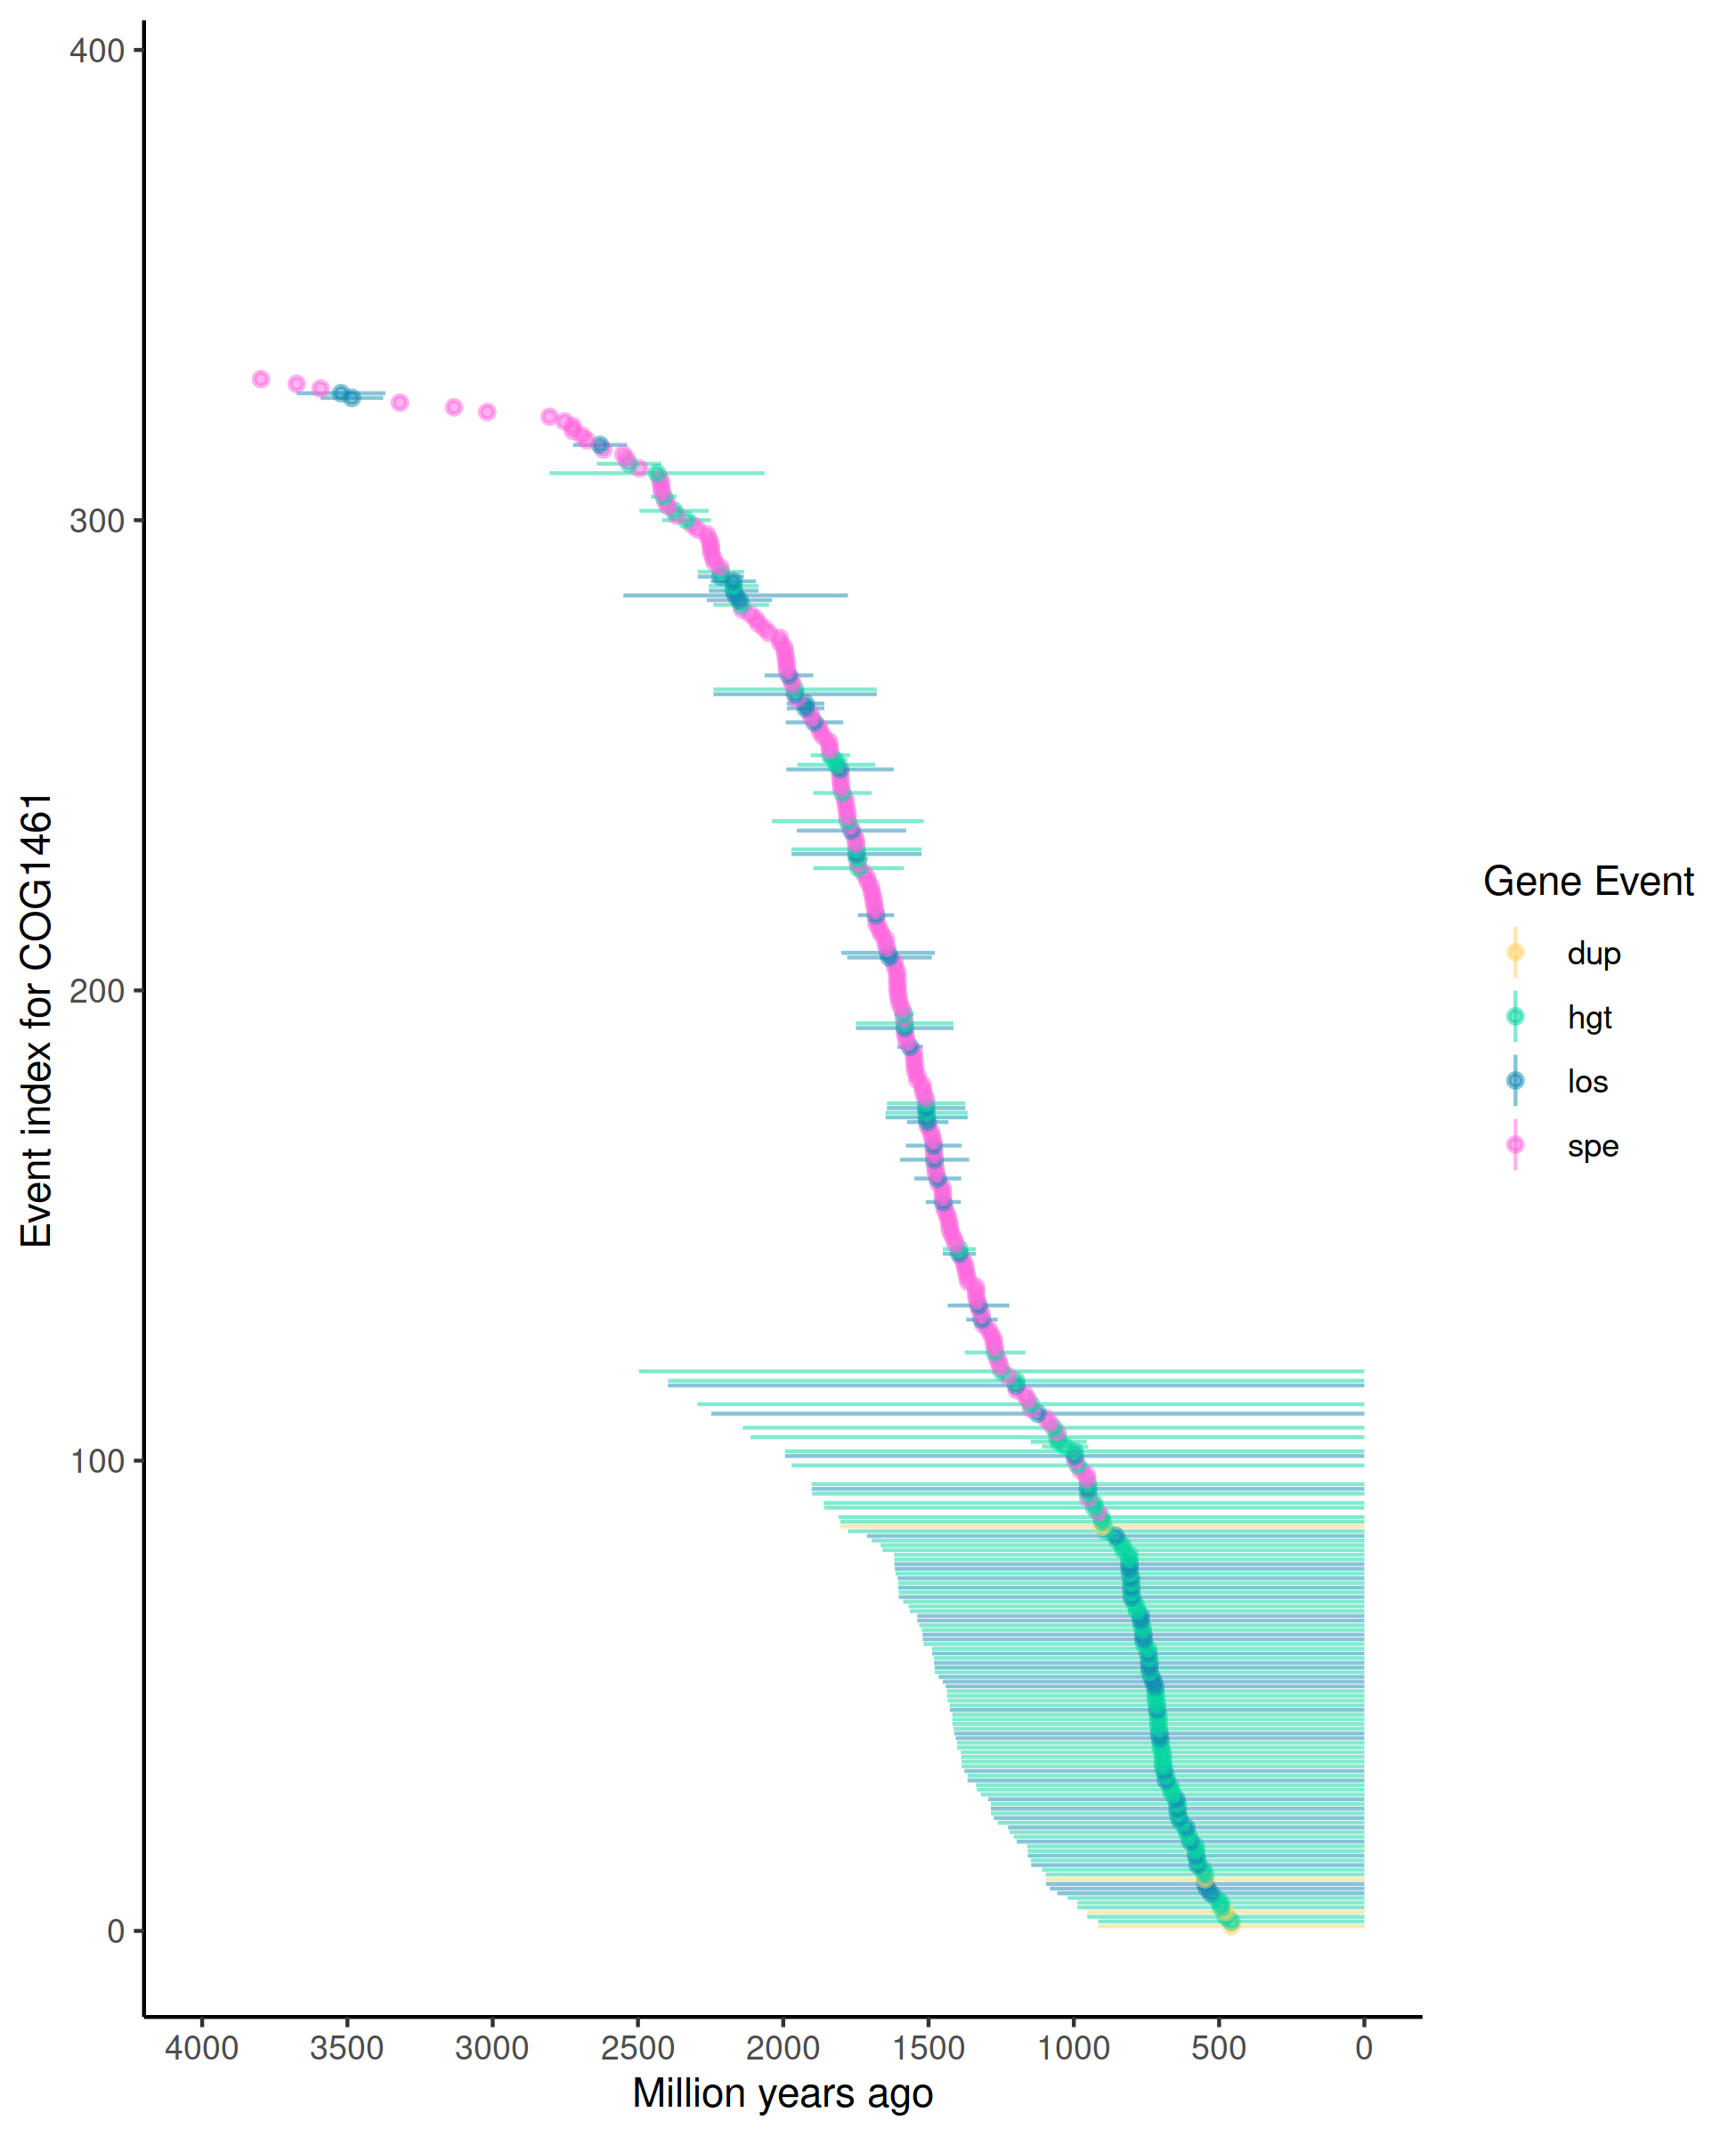 400
300
200
100
0
Event index for COG1461
4000 3500 3000 2500 2000 1500 1000 500 0
Million years ago
Gene Event
dup
hgt
los
spe